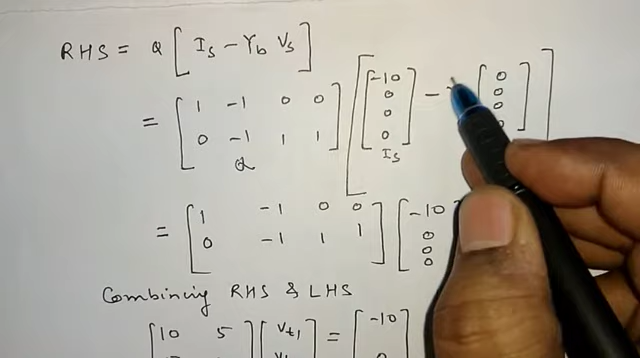 RHS = Q [ Is - Yb Vs ]
= [ 1 -1 0 0 ] [ [ -10 ] - [ 0 ] ]
0 0
0 -1 1 1 0 0
0
Q Is
= [ 1 -1 0 0 ] [ -10
0 -1 1 1 0
0
0
Combining RHS & LHS
[ 10 5 ] [ Vt1 ] = [ -10 ]